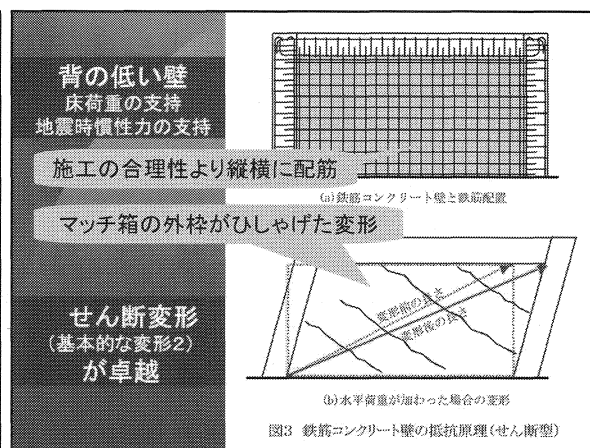 背の低い壁
床荷重の支持
地震時慣性力の支持
施工の合理性より縦横に配筋
マッチ箱の外枠がひしゃげた変形
せん断変形
(基本的な変形2)
が卓越
(a)鉄筋コンクリート壁と鉄筋配置
変形前の長さ
変形後の長さ
(b)水平荷重が加わった場合の変形
図3 鉄筋コンクリート壁の抵抗原理(せん断型)